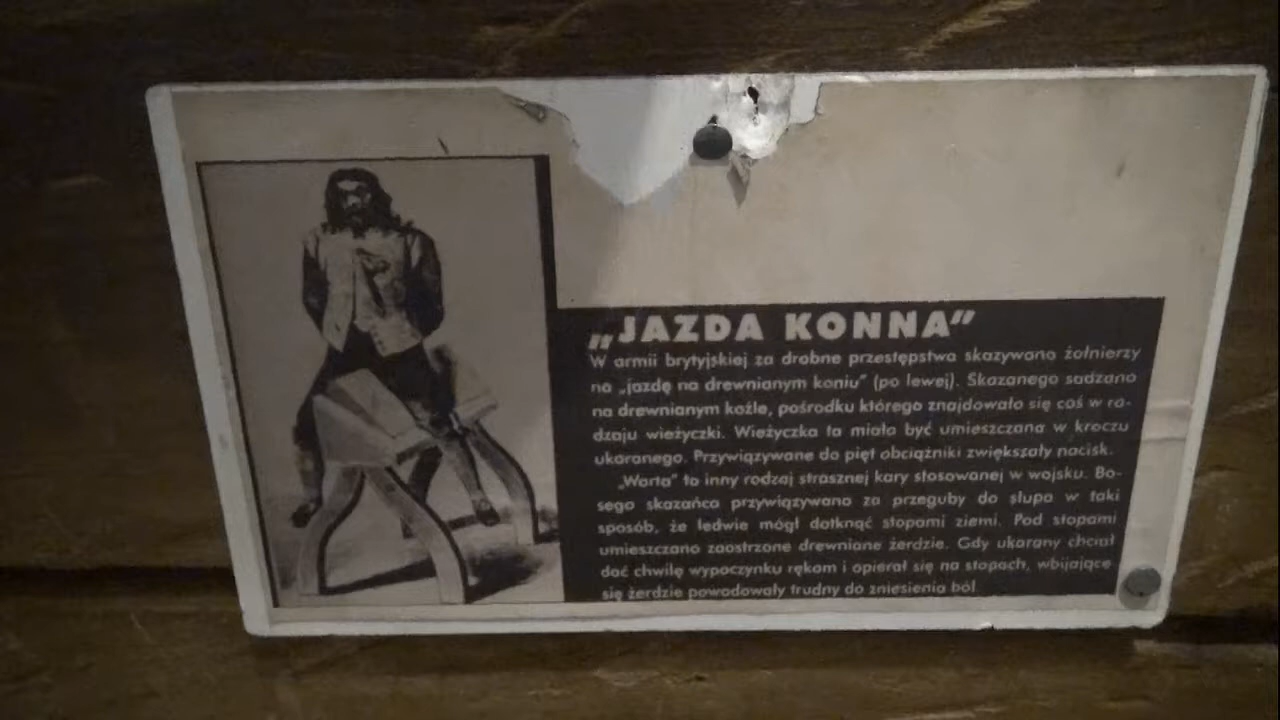 „JAZDA KONNA”
W armii brytyjskiej za drobne przestępstwa skazywano żołnierzy
na „jazdę na drewnianym koniu” (po lewej). Skazanego sadzano
na drewnianym koźle, pośrodku którego znajdowało się coś w ro-
dzaju wieżyczki. Wieżyczka ta miała być umieszczana w kroczu
ukaranego. Przywiązywane do pięt obciążniki zwiększały nacisk.
„Warta” to inny rodzaj strasznej kary stosowanej w wojsku. Bo-
sego skazańca przywiązywano za przeguby do słupa w taki
sposób, że ledwie mógł dotknąć stopami ziemi. Pod stopami
umieszczano zaostrzone drewniane żerdzie. Gdy ukarany chciał
dać chwilę wypoczynku rękom i opierał się na stopach, wbijające
się żerdzie powodowały trudny do zniesienia ból.